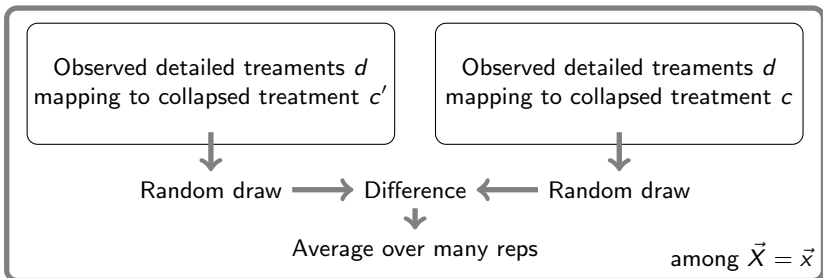 Observed detailed treaments d
mapping to collapsed treatment c′
Observed detailed treaments d
mapping to collapsed treatment c
Random draw
Difference
Random draw
Average over many reps
among X⃗ = x⃗